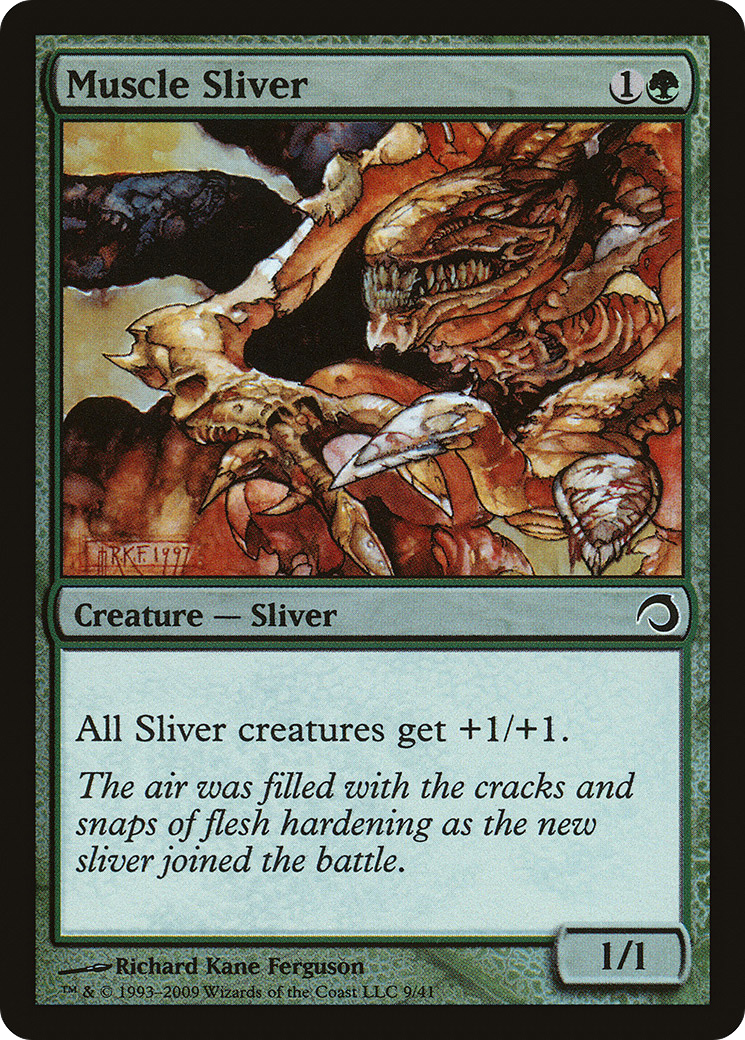 Muscle Sliver 1
RKF. 1997
Creature — Sliver
All Sliver creatures get +1/+1.
The air was filled with the cracks and
snaps of flesh hardening as the new
sliver joined the battle.
1/1
Richard Kane Ferguson
™ & © 1993–2009 Wizards of the Coast LLC 9/41